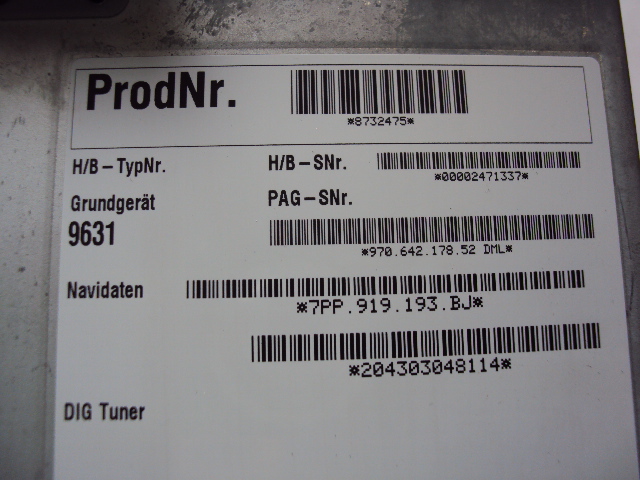 ProdNr.
*8732475*
H/B-TypNr. H/B-SNr.
*00002471337*
Grundgerät PAG-SNr.
9631
*970.642.178.52 DML*
Navidaten
*7PP.919.193.BJ*
*204303048114*
DIG Tuner